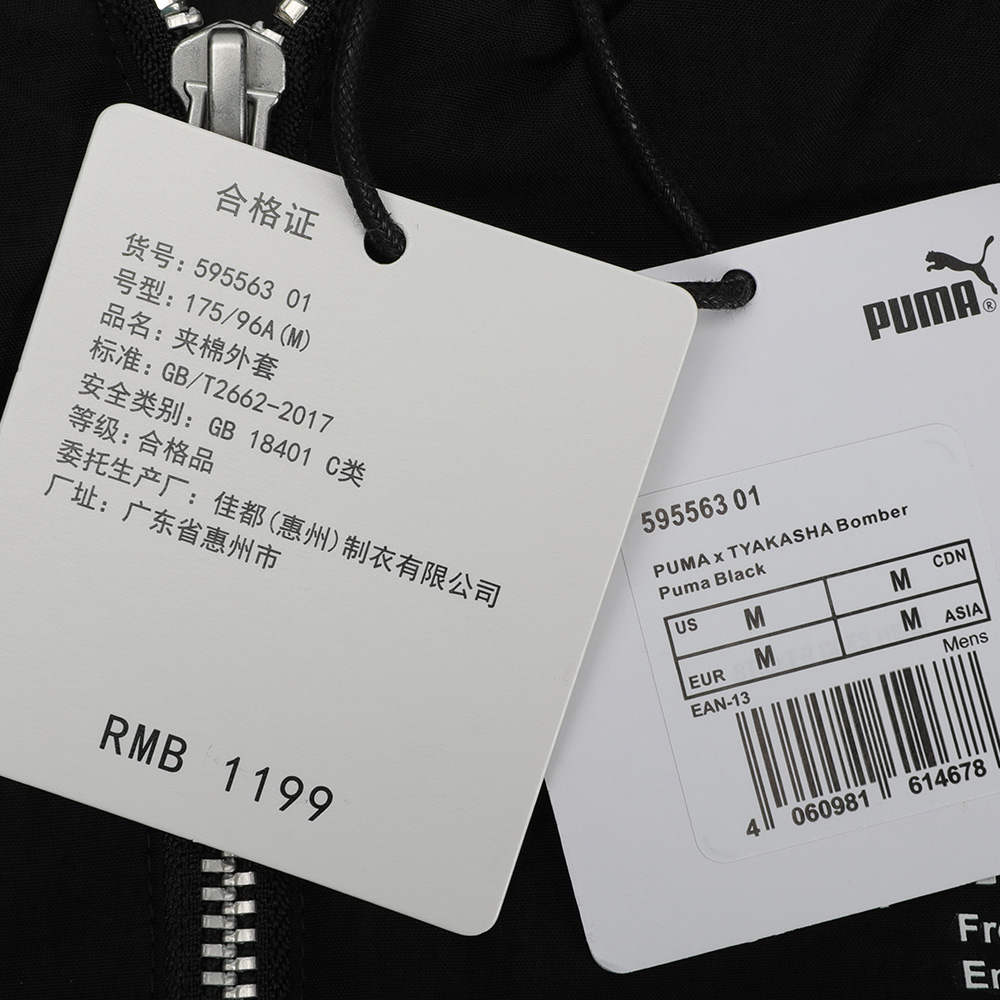 合格证
货号: 595563 01
号型: 175/96A(M)
品名: 夹棉外套
标准: GB/T2662-2017
安全类别: GB 18401 C类
等级: 合格品
委托生产厂: 佳都(惠州)制衣有限公司
厂址: 广东省惠州市
RMB 1199
PUMA®
595563 01
PUMA x TYAKASHA Bomber
Puma Black
US M M CDN
EUR M M ASIA
Mens
EAN-13
4 060981 614678